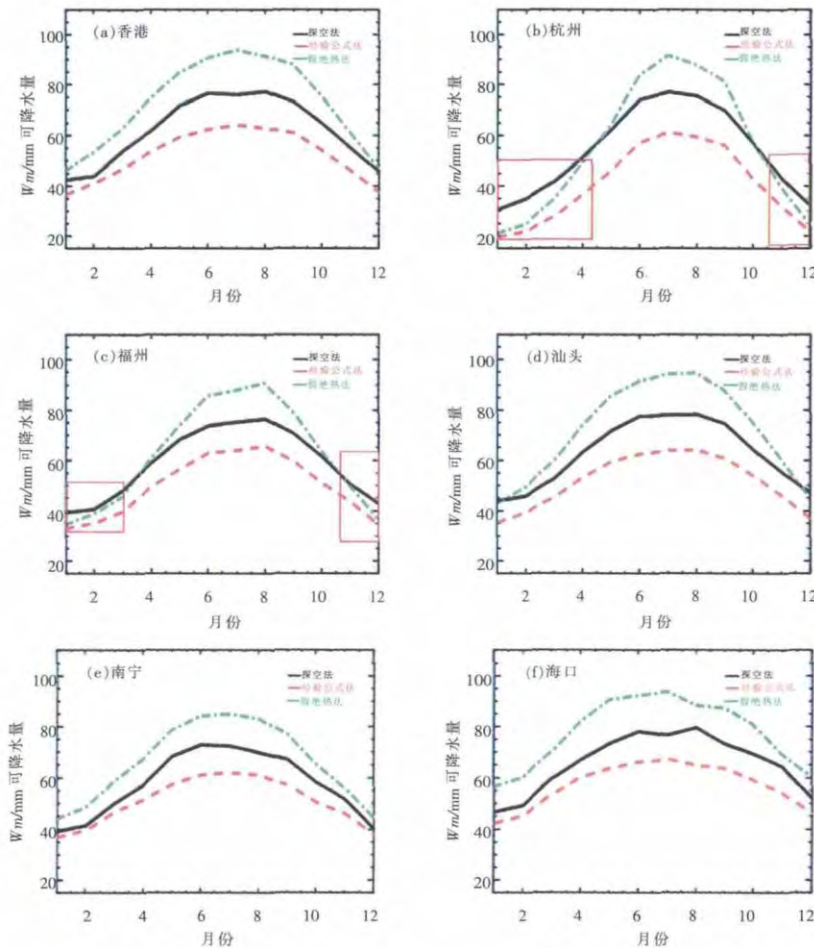 (a)香港
探空法
经验公式法
假绝热法
Wm/mm 可降水量
100
80
60
40
20
2 4 6 8 10 12
月份
(b)杭州
探空法
经验公式法
假绝热法
Wm/mm 可降水量
100
80
60
40
20
2 4 6 8 10 12
月份
(c)福州
探空法
经验公式法
假绝热法
Wm/mm 可降水量
100
80
60
40
20
2 4 6 8 10 12
月份
(d)汕头
探空法
经验公式法
假绝热法
Wm/mm 可降水量
100
80
60
40
20
2 4 6 8 10 12
月份
(e)南宁
探空法
经验公式法
假绝热法
Wm/mm 可降水量
100
80
60
40
20
2 4 6 8 10 12
月份
(f)海口
探空法
经验公式法
假绝热法
Wm/mm 可降水量
100
80
60
40
20
2 4 6 8 10 12
月份